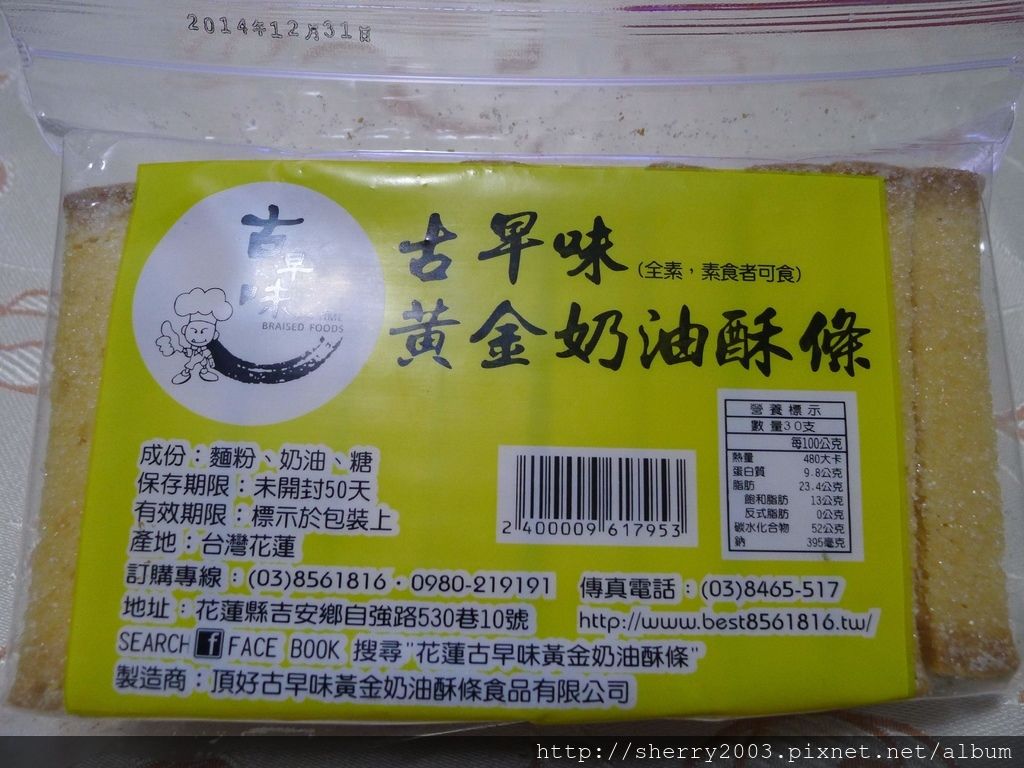 2014年12月31日
古早味
BRAISED FOODS
古早味(全素，素食者可食)
黃金奶油酥條
營養標示
數量30支
每100公克
熱量 480大卡
蛋白質 9.8公克
脂肪 23.4公克
飽和脂肪 13公克
反式脂肪 0公克
碳水化合物 52公克
鈉 395毫克
成份：麵粉、奶油、糖
保存期限：未開封50天
有效期限：標示於包裝上
產地：台灣花蓮
2 400009 617953
訂購專線：(03)8561816・0980-219191 傳真電話：(03)8465-517
地址：花蓮縣吉安鄉自強路530巷10號 http://www.best8561816.tw/
SEARCH f FACE BOOK 搜尋"花蓮古早味黃金奶油酥條"
製造商：頂好古早味黃金奶油酥條食品有限公司
http://sherry2003.pixnet.net/album